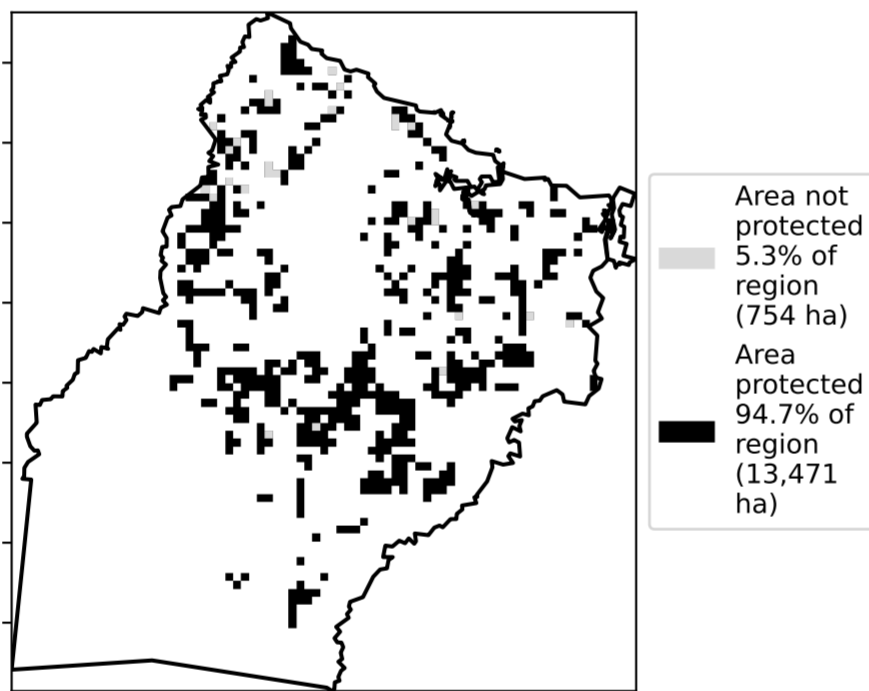 Area not
protected
5.3% of
region
(754 ha)
Area
protected
94.7% of
region
(13,471
ha)